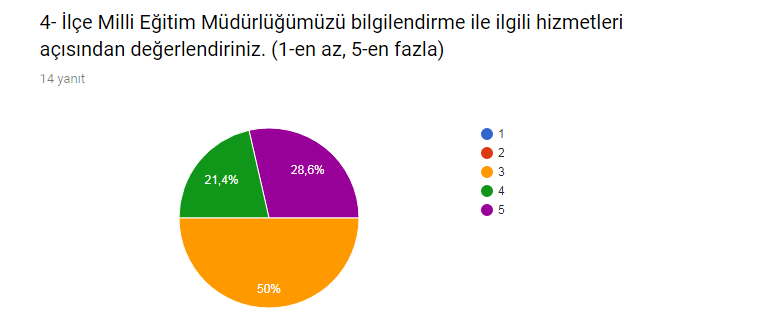 4- İlçe Milli Eğitim Müdürlüğümüzü bilgilendirme ile ilgili hizmetleri
açısından değerlendiriniz. (1-en az, 5-en fazla)
14 yanıt
1
2
3
4
5
21,4%
28,6%
50%